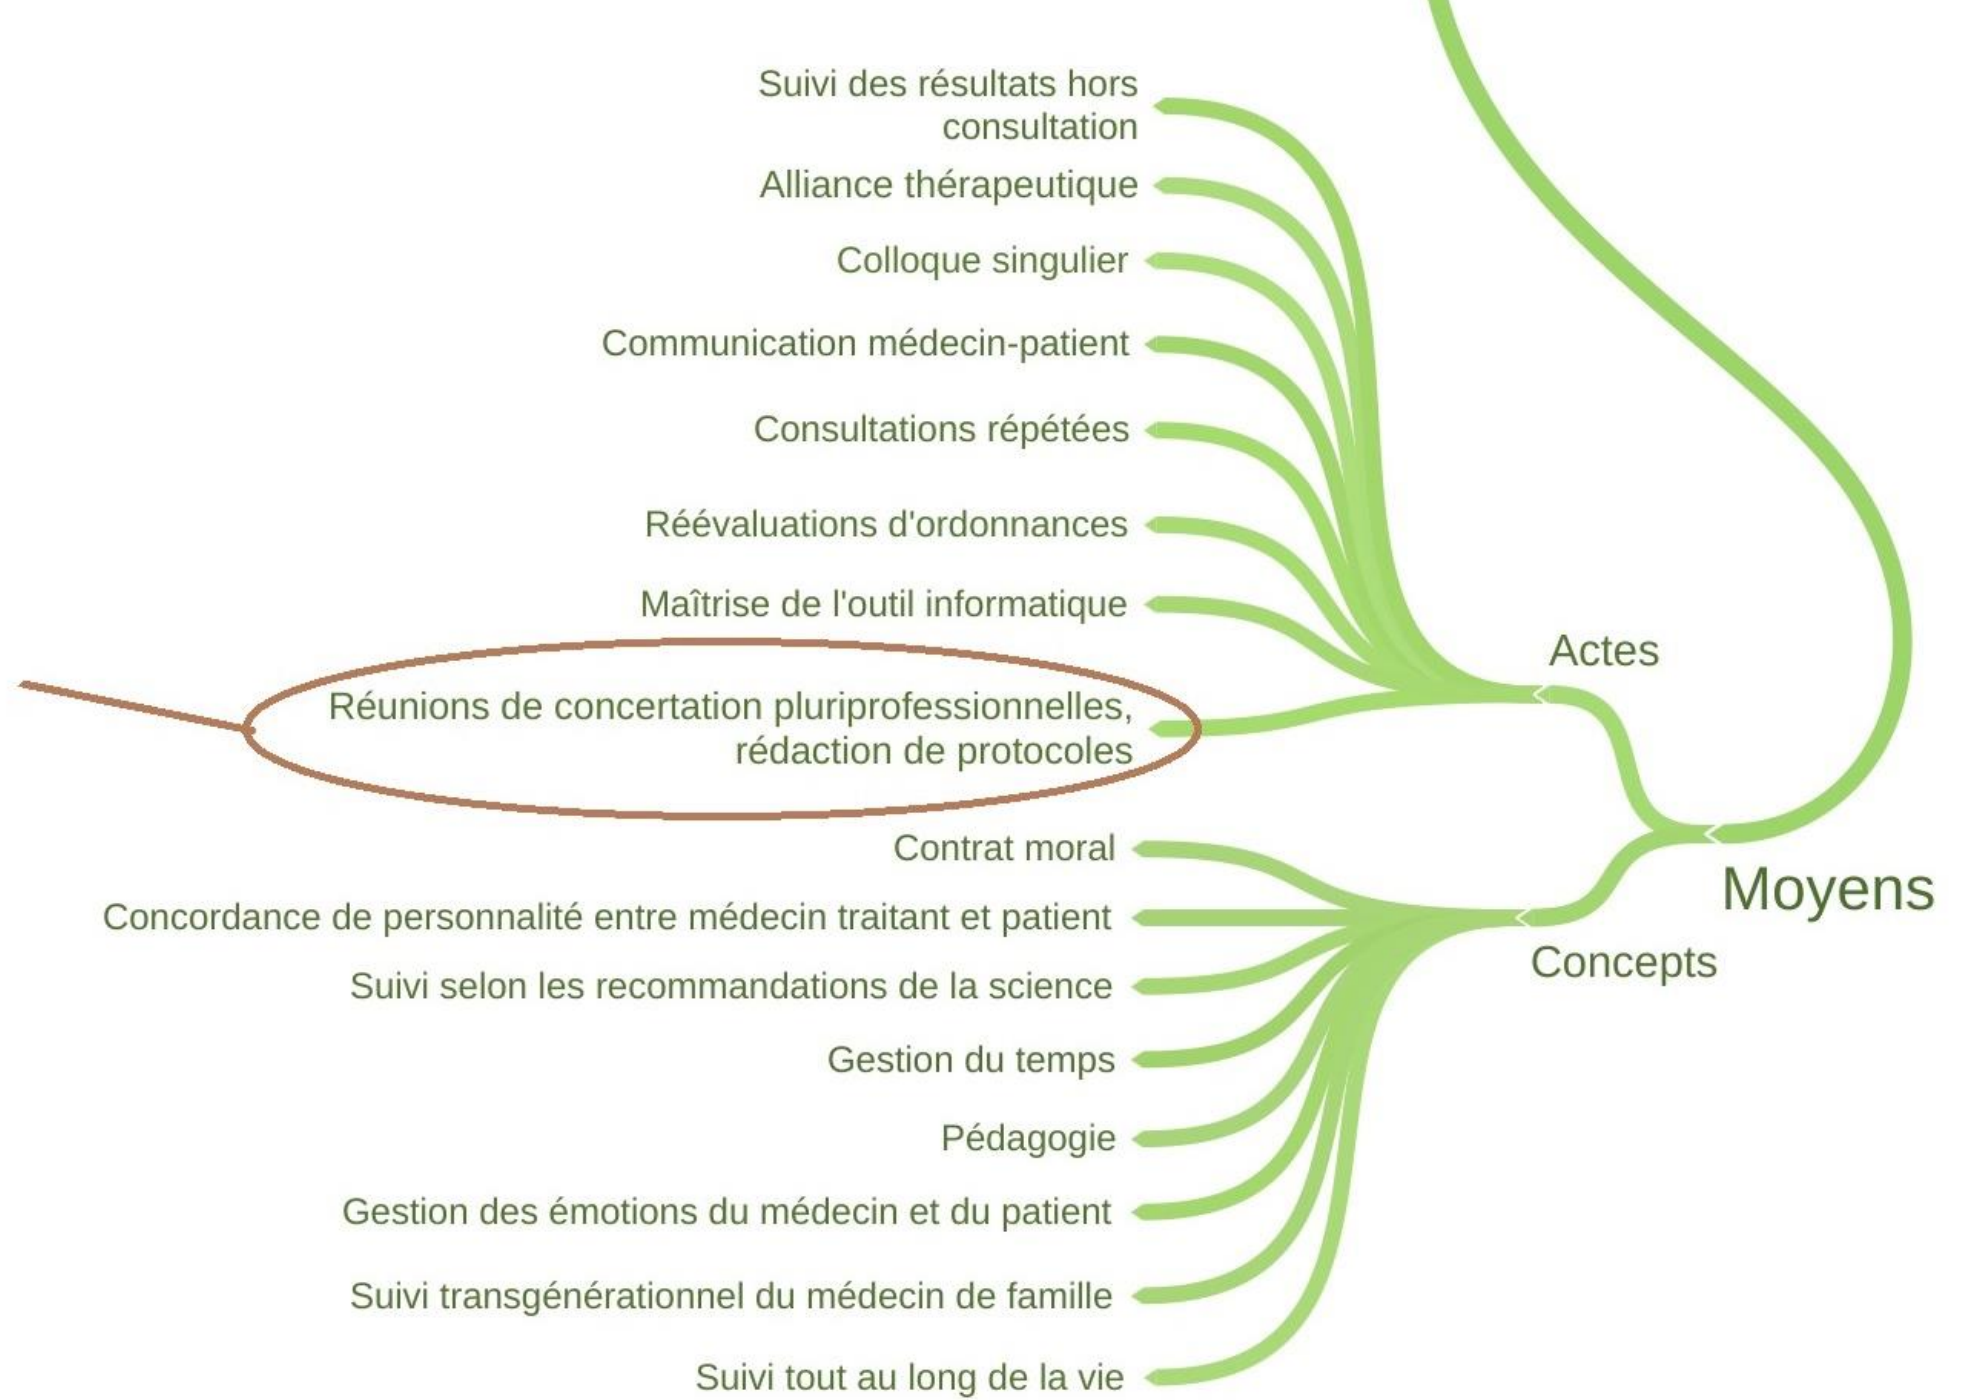 Suivi des résultats hors
consultation
Alliance thérapeutique
Colloque singulier
Communication médecin-patient
Consultations répétées
Réévaluations d'ordonnances
Maîtrise de l'outil informatique
Actes
Réunions de concertation pluriprofessionnelles,
rédaction de protocoles
Contrat moral
Moyens
Concordance de personnalité entre médecin traitant et patient
Concepts
Suivi selon les recommandations de la science
Gestion du temps
Pédagogie
Gestion des émotions du médecin et du patient
Suivi transgénérationnel du médecin de famille
Suivi tout au long de la vie